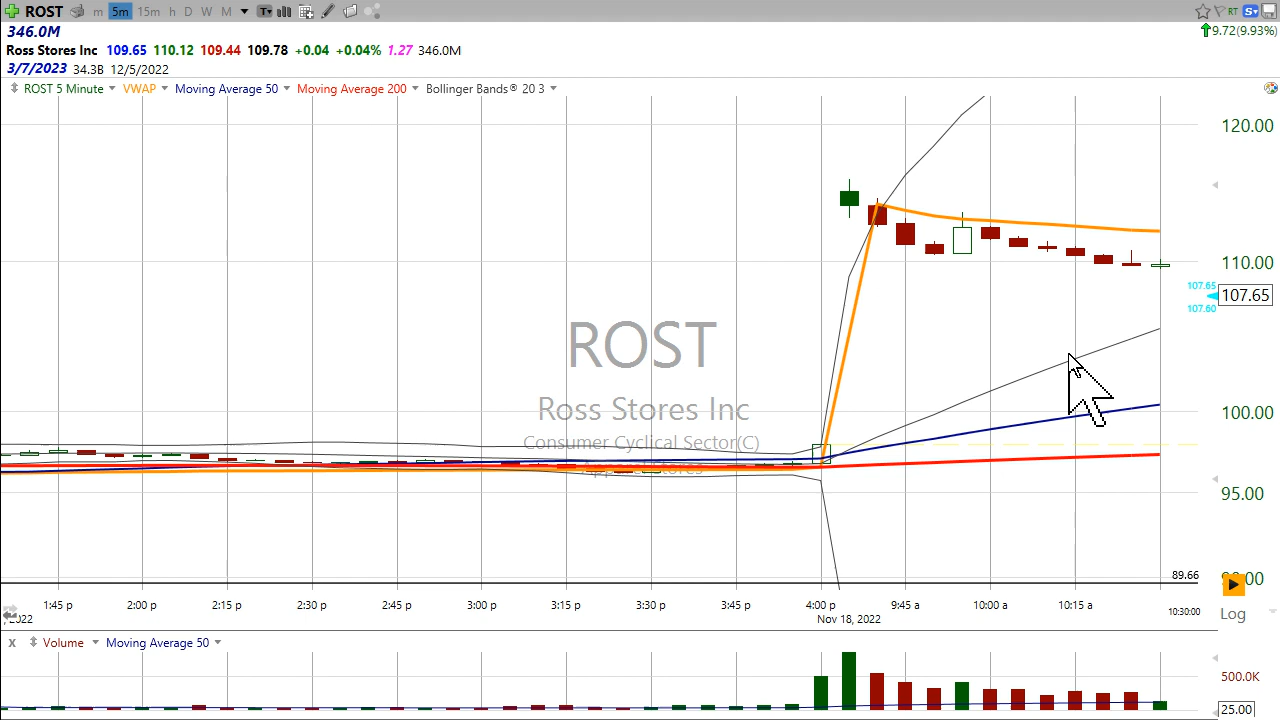 ROST m 5m 15m h D W M T RT S
346.0M 9.72(9.93%)
Ross Stores Inc 109.65 110.12 109.44 109.78 +0.04 +0.04% 1.27 346.0M
3/7/2023 34.3B 12/5/2022
ROST 5 Minute VWAP Moving Average 50 Moving Average 200 Bollinger Bands® 20 3
120.00
110.00
107.65
107.65
107.60
ROST
Ross Stores Inc
Consumer Cyclical Sector(C)
100.00
95.00
89.66
1:45 p 2:00 p 2:15 p 2:30 p 2:45 p 3:00 p 3:15 p 3:30 p 3:45 p 4:00 p 9:45 a 10:00 a 10:15 a 10:30:00
, 2022 Nov 18, 2022 Log
X Volume Moving Average 50
500.0K
25.00